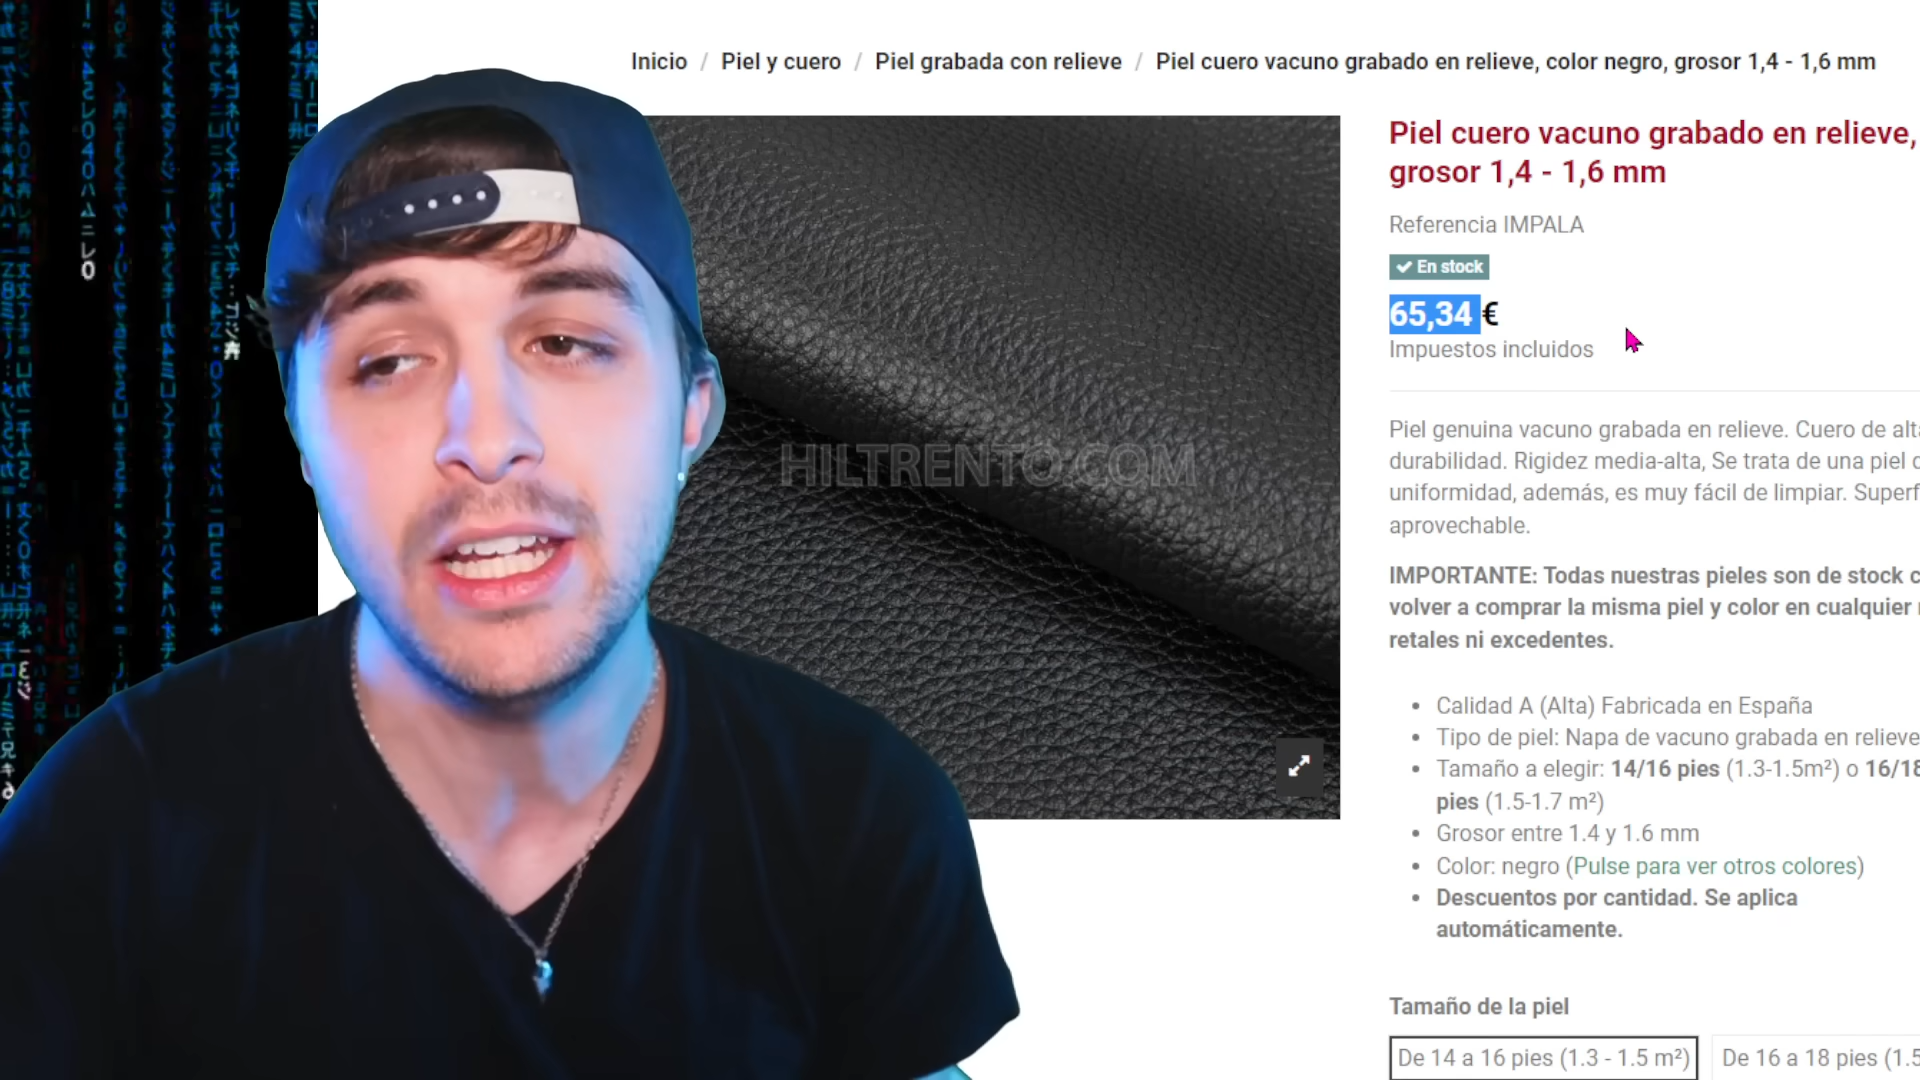 Inicio / Piel y cuero / Piel grabada con relieve / Piel cuero vacuno grabado en relieve, color negro, grosor 1,4 - 1,6 mm
Piel cuero vacuno grabado en relieve,
grosor 1,4 - 1,6 mm
Referencia IMPALA
En stock
65,34 €
Impuestos incluidos
HILTRENTO.COM
Piel genuina vacuno grabada en relieve. Cuero de
durabilidad. Rigidez media-alta, Se trata de una piel
uniformidad, además, es muy fácil de limpiar.
aprovechable.
IMPORTANTE: Todas nuestras pieles son de stock
volver a comprar la misma piel y color en cualquier
retales ni excedentes.
• Calidad A (Alta) Fabricada en España
• Tipo de piel: Napa de vacuno grabada en relieve
• Tamaño a elegir: 14/16 pies (1.3-1.5m²) o 16/18
pies (1.5-1.7 m²)
• Grosor entre 1.4 y 1.6 mm
• Color: negro (Pulse para ver otros colores)
• Descuentos por cantidad. Se aplica
automáticamente.
Tamaño de la piel
De 14 a 16 pies (1.3 - 1.5 m²)
De 16 a 18 pies (1.5